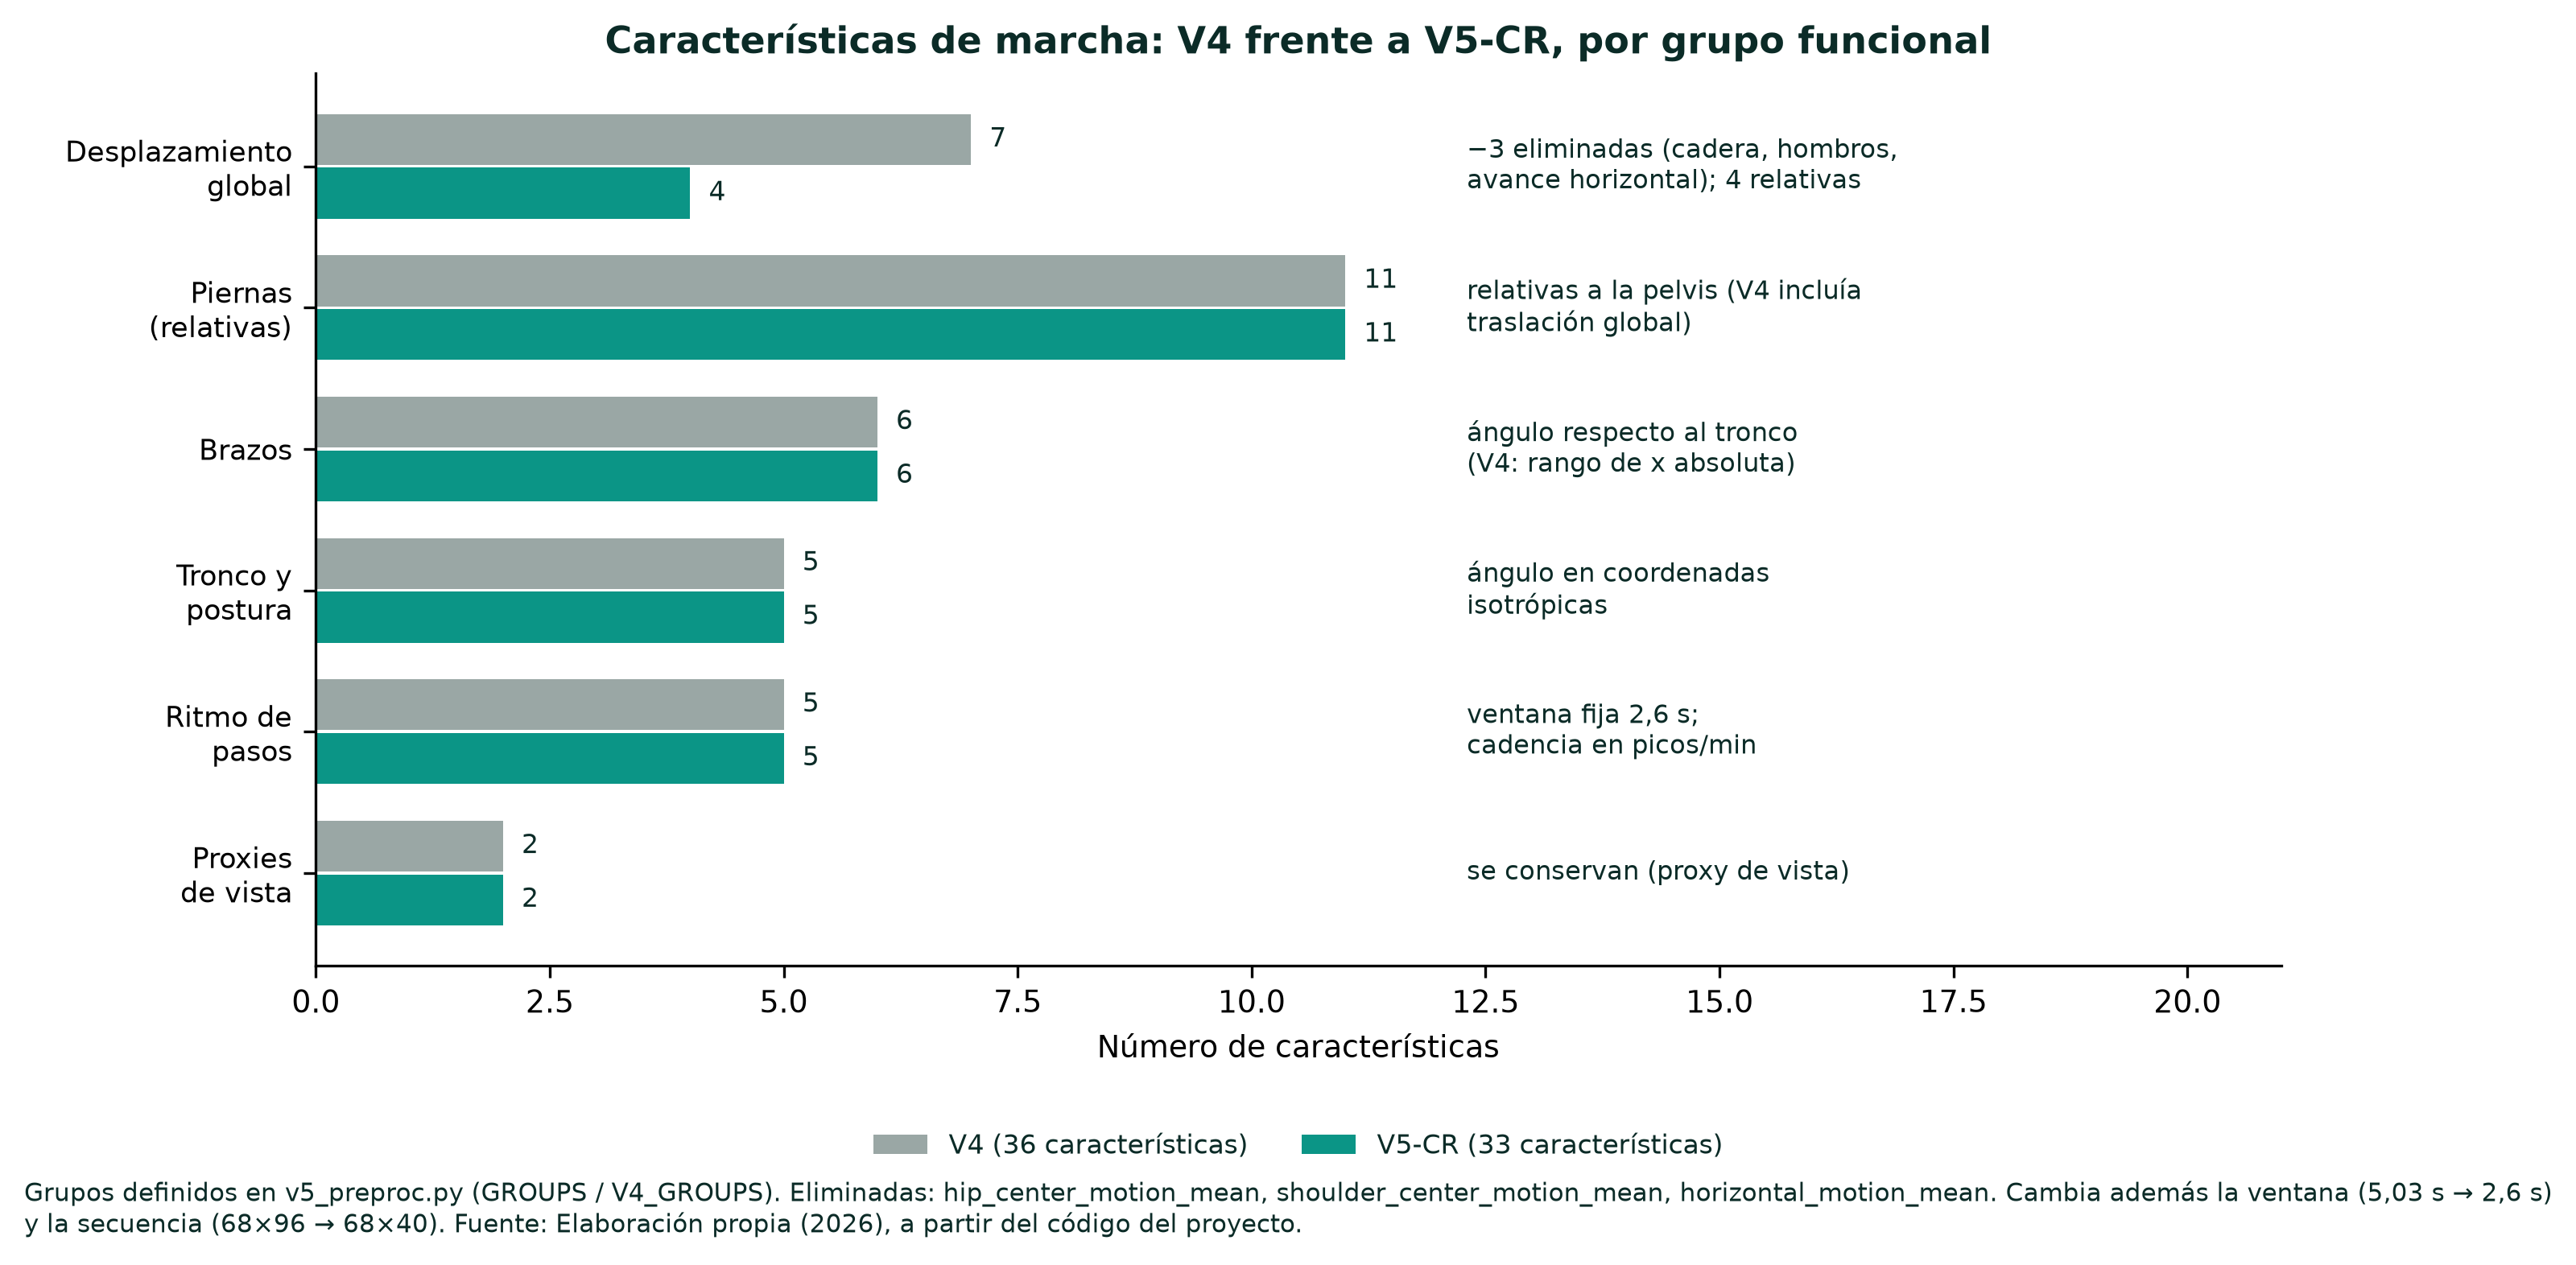 Características de marcha: V4 frente a V5-CR, por grupo funcional
Desplazamiento
global
7
4
−3 eliminadas (cadera, hombros,
avance horizontal); 4 relativas
Piernas
(relativas)
11
11
relativas a la pelvis (V4 incluía
traslación global)
Brazos
6
6
ángulo respecto al tronco
(V4: rango de x absoluta)
Tronco y
postura
5
5
ángulo en coordenadas
isotrópicas
Ritmo de
pasos
5
5
ventana fija 2,6 s;
cadencia en picos/min
Proxies
de vista
2
2
se conservan (proxy de vista)
0.0 2.5 5.0 7.5 10.0 12.5 15.0 17.5 20.0
Número de características
V4 (36 características) V5-CR (33 características)
Grupos definidos en v5_preproc.py (GROUPS / V4_GROUPS). Eliminadas: hip_center_motion_mean, shoulder_center_motion_mean, horizontal_motion_mean. Cambia además la ventana (5,03 s → 2,6 s)
y la secuencia (68×96 → 68×40). Fuente: Elaboración propia (2026), a partir del código del proyecto.